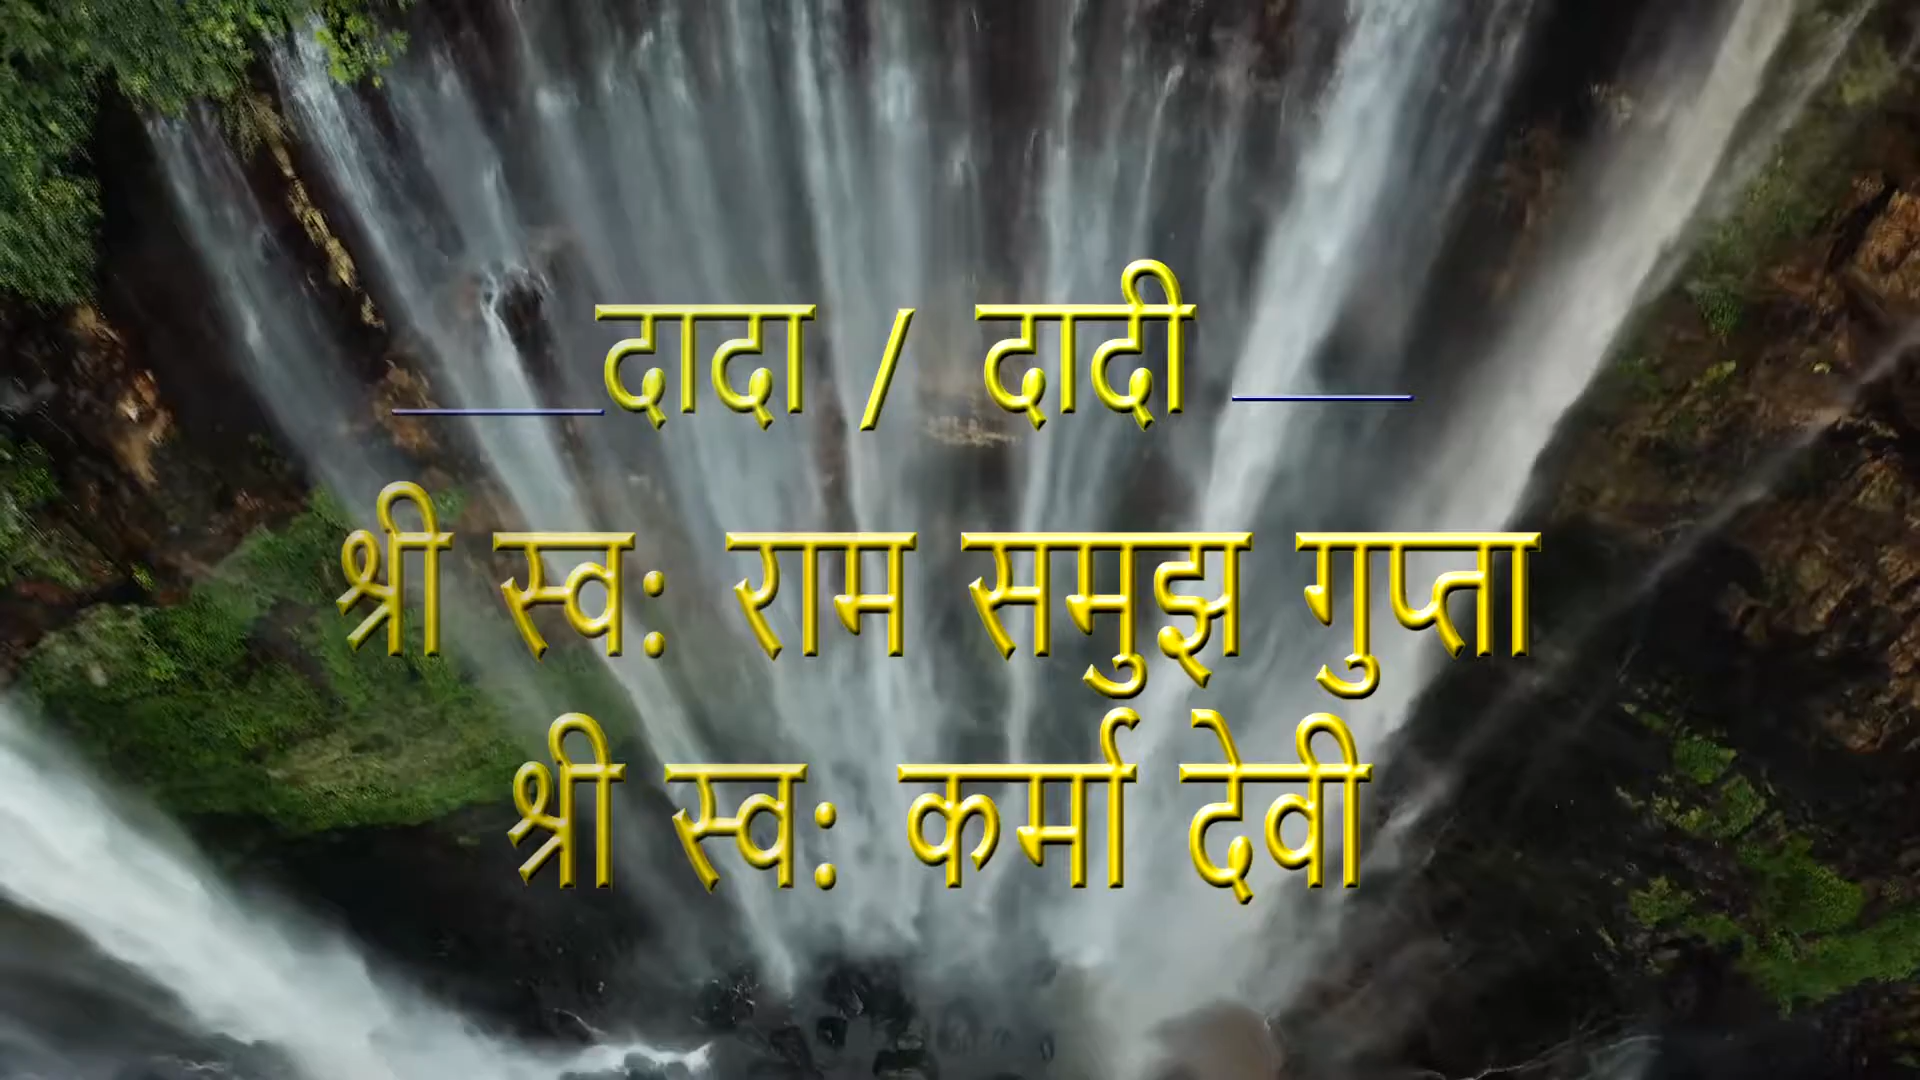 दादा / दादी
श्री स्व: राम समुझ गुप्ता
श्री स्व: कर्मा देवी